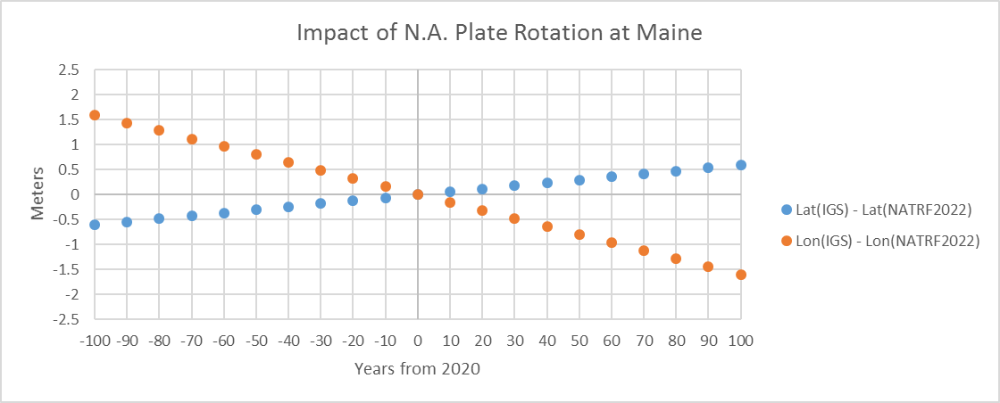 Impact of N.A. Plate Rotation at Maine
2.5
2
1.5
1
0.5
0
-0.5
-1
-1.5
-2
-2.5
Meters
-100 -90 -80 -70 -60 -50 -40 -30 -20 -10 0 10 20 30 40 50 60 70 80 90 100
Years from 2020
Lat(IGS) - Lat(NATRF2022)
Lon(IGS) - Lon(NATRF2022)